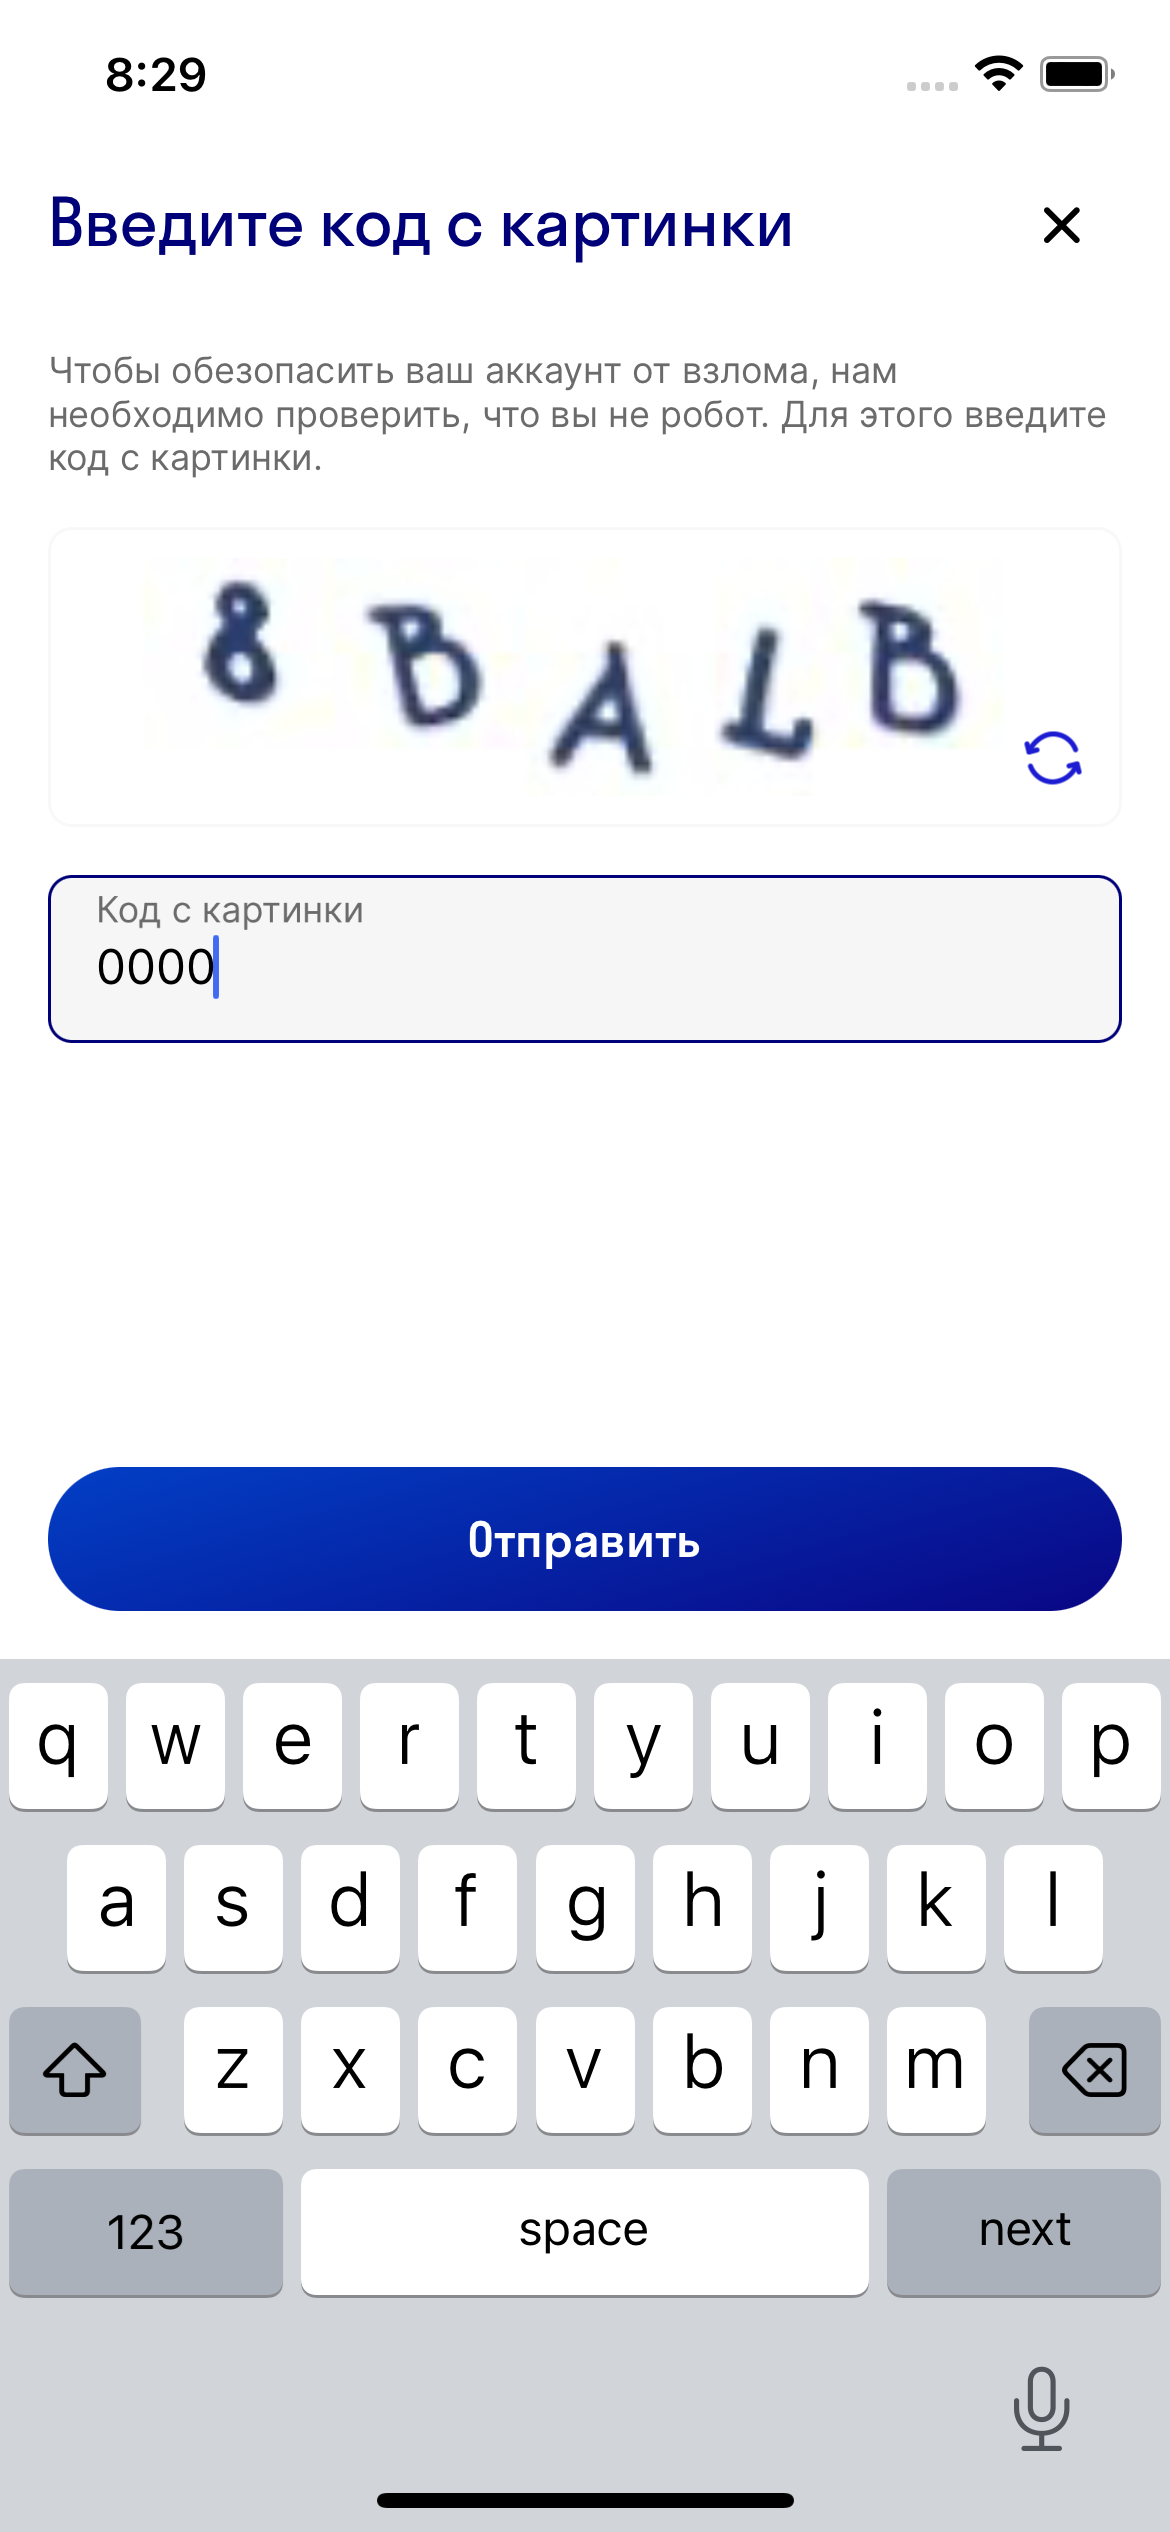 8:29
Введите код с картинки
Чтобы обезопасить ваш аккаунт от взлома, нам
необходимо проверить, что вы не робот. Для этого введите
код с картинки.
8BALB
Код с картинки
0000
Отправить
q w e r t y u i o p
a s d f g h j k l
z x c v b n m
123 space next